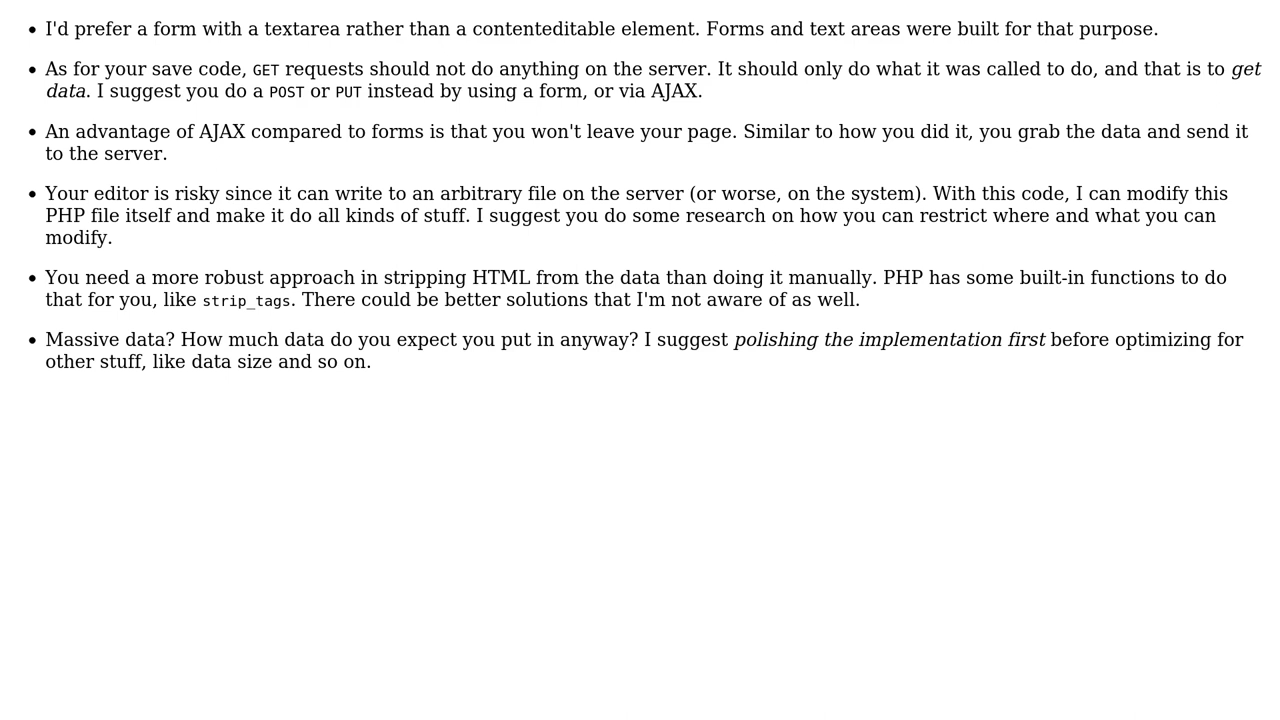 • I'd prefer a form with a textarea rather than a contenteditable element. Forms and text areas were built for that purpose.
• As for your save code, GET requests should not do anything on the server. It should only do what it was called to do, and that is to get
data. I suggest you do a POST or PUT instead by using a form, or via AJAX.
• An advantage of AJAX compared to forms is that you won't leave your page. Similar to how you did it, you grab the data and send it
to the server.
• Your editor is risky since it can write to an arbitrary file on the server (or worse, on the system). With this code, I can modify this
PHP file itself and make it do all kinds of stuff. I suggest you do some research on how you can restrict where and what you can
modify.
• You need a more robust approach in stripping HTML from the data than doing it manually. PHP has some built-in functions to do
that for you, like strip_tags. There could be better solutions that I'm not aware of as well.
• Massive data? How much data do you expect you put in anyway? I suggest polishing the implementation first before optimizing for
other stuff, like data size and so on.